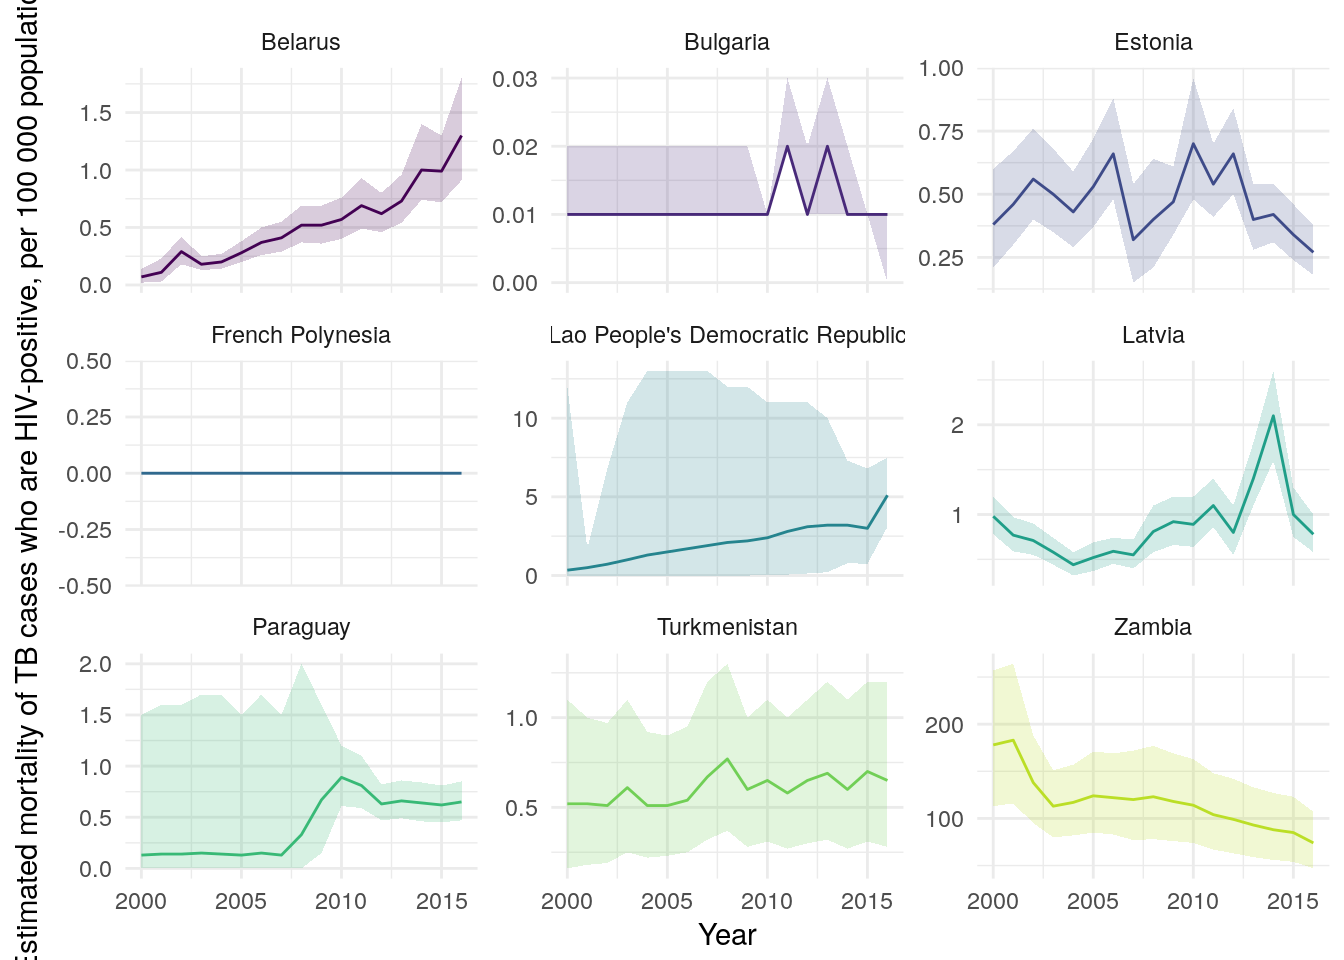 Estimated mortality of TB cases who are HIV-positive, per 100 000 populatio
Belarus
Bulgaria
Estonia
1.5
1.0
0.5
0.0
0.03
0.02
0.01
0.00
1.00
0.75
0.50
0.25
French Polynesia
Lao People's Democratic Republic
Latvia
0.50
0.25
0.00
-0.25
-0.50
10
5
0
2
1
Paraguay
Turkmenistan
Zambia
2.0
1.5
1.0
0.5
0.0
1.0
0.5
200
100
2000 2005 2010 2015
2000 2005 2010 2015
2000 2005 2010 2015
Year